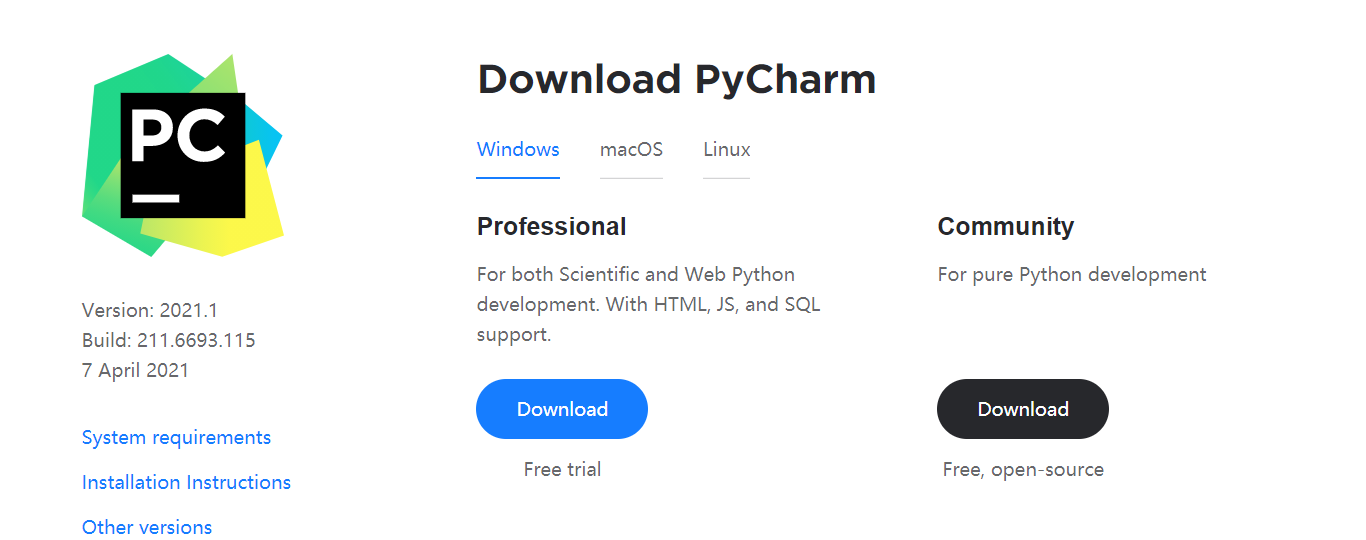 PC
Version: 2021.1
Build: 211.6693.115
7 April 2021
System requirements
Installation Instructions
Other versions
Download PyCharm
Windows
macOS
Linux
Professional
For both Scientific and Web Python
development. With HTML, JS, and SQL
support.
Download
Free trial
Community
For pure Python development
Download
Free, open-source